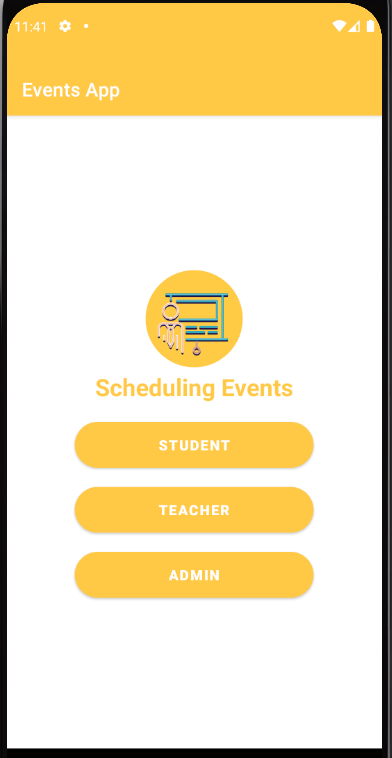 11:41
Events App
Scheduling Events
STUDENT
TEACHER
ADMIN